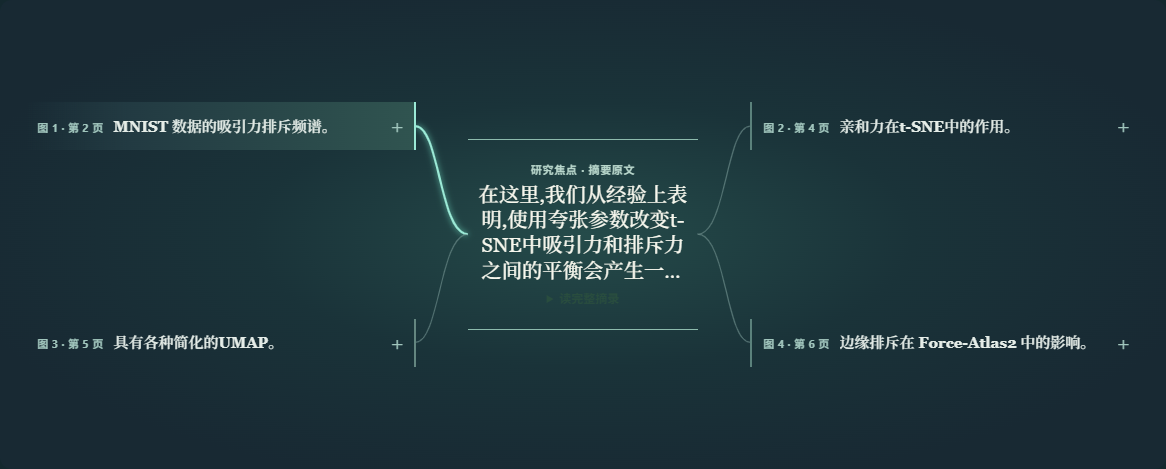 图 1 · 第 2 页 MNIST 数据的吸引力排斥频谱。 +
图 2 · 第 4 页 亲和力在t-SNE中的作用。 +
研究焦点 · 摘要原文
在这里,我们从经验上表
明,使用夸张参数改变t-
SNE中吸引力和排斥力
之间的平衡会产生一...
▶ 读完整摘录
图 3 · 第 5 页 具有各种简化的UMAP。 +
图 4 · 第 6 页 边缘排斥在 Force-Atlas2 中的影响。 +